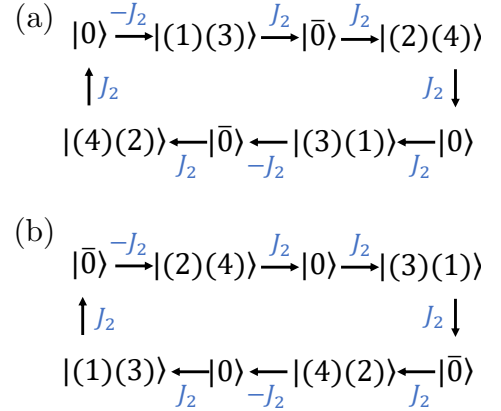 (a)
-J₂ J₂ J₂
|0⟩ → |(1)(3)⟩ → |0̄⟩ → |(2)(4)⟩
↑ J₂ J₂ ↓
|(4)(2)⟩ ← |0̄⟩ ← |(3)(1)⟩ ← |0⟩
J₂ -J₂ J₂
(b)
-J₂ J₂ J₂
|0̄⟩ → |(2)(4)⟩ → |0⟩ → |(3)(1)⟩
↑ J₂ J₂ ↓
|(1)(3)⟩ ← |0⟩ ← |(4)(2)⟩ ← |0̄⟩
J₂ -J₂ J₂